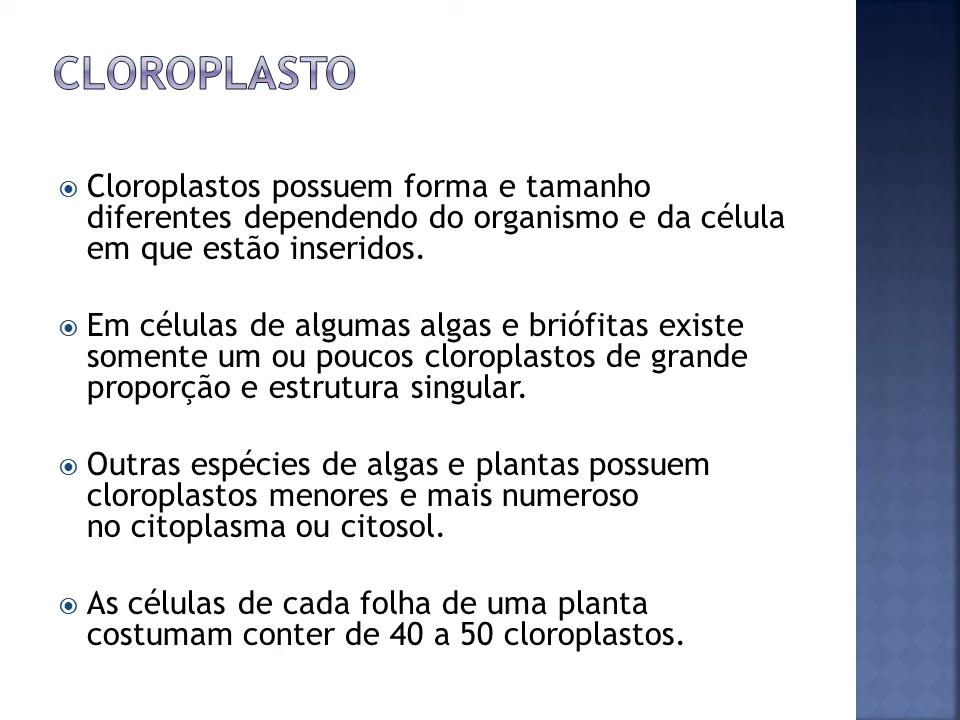 CLOROPLASTO
Cloroplastos possuem forma e tamanho
diferentes dependendo do organismo e da célula
em que estão inseridos.
Em células de algumas algas e briófitas existe
somente um ou poucos cloroplastos de grande
proporção e estrutura singular.
Outras espécies de algas e plantas possuem
cloroplastos menores e mais numeroso
no citoplasma ou citosol.
As células de cada folha de uma planta
costumam conter de 40 a 50 cloroplastos.